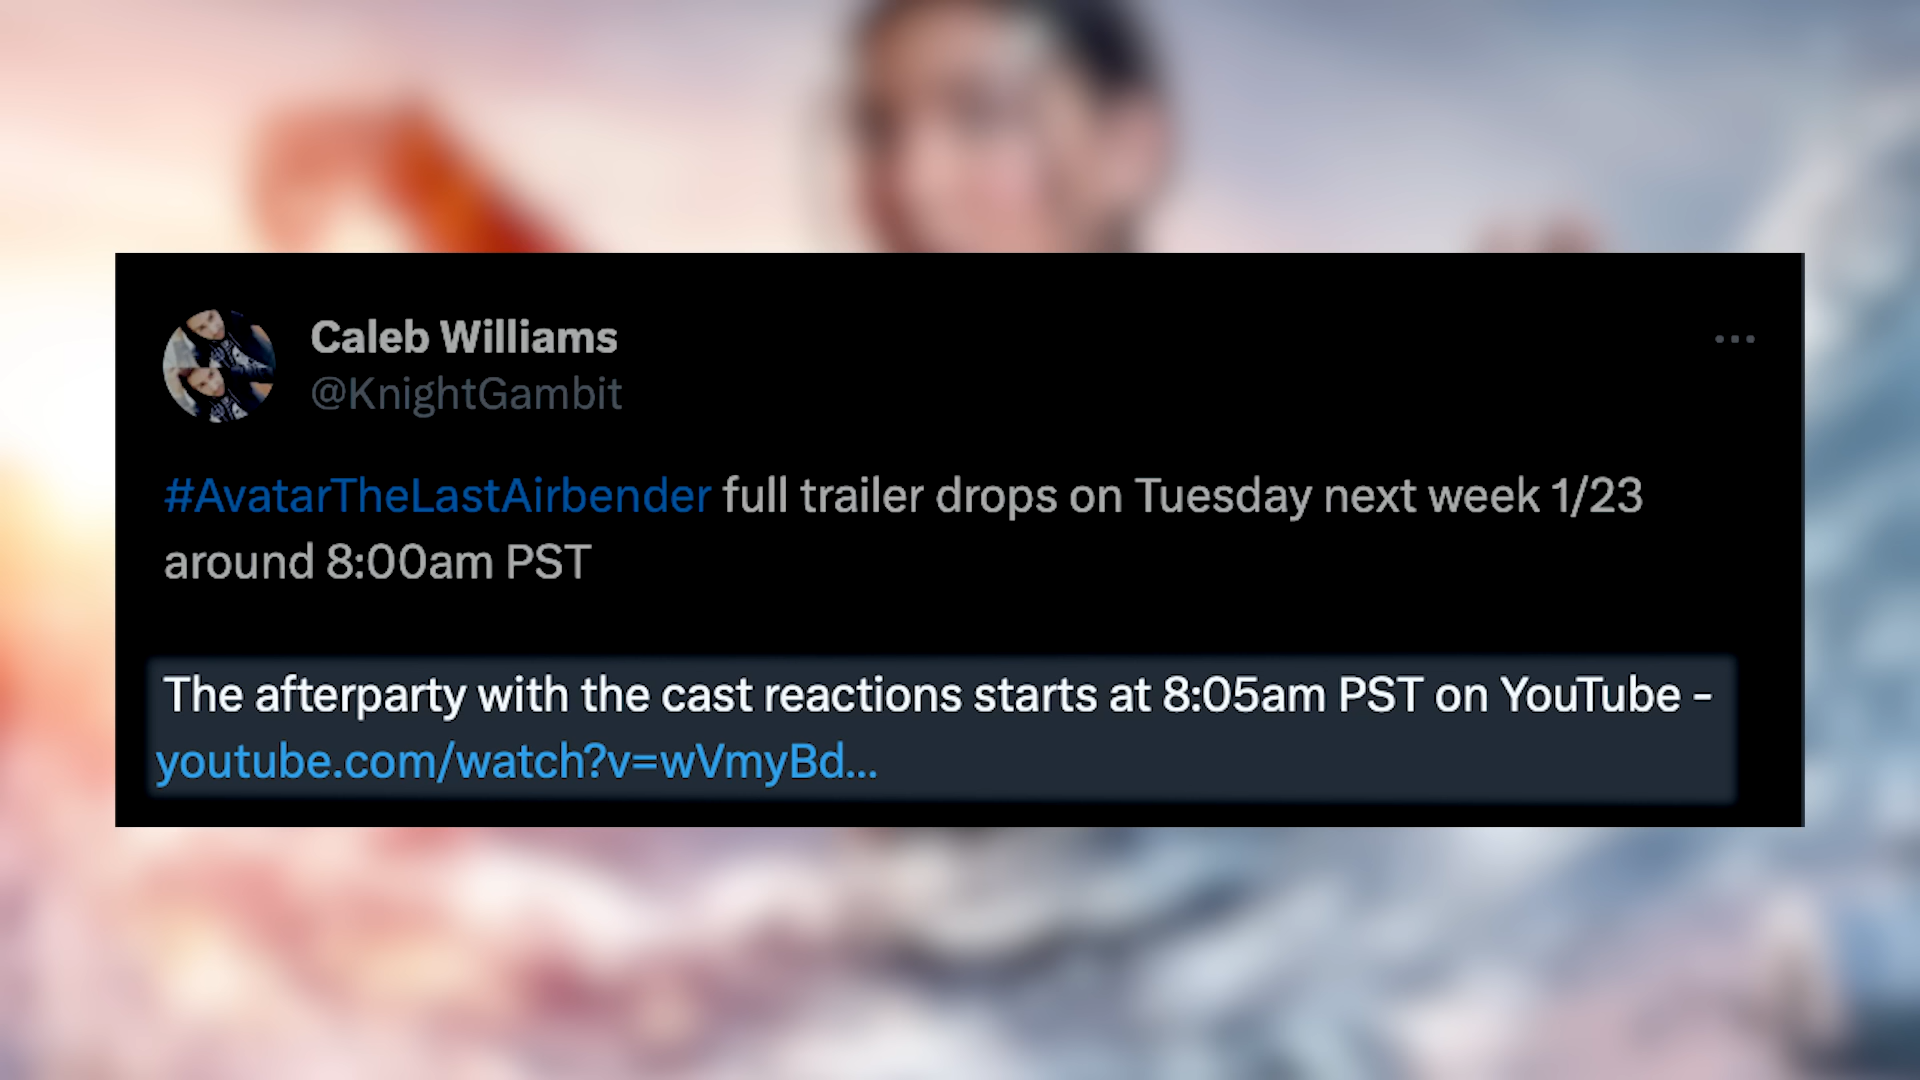 Caleb Williams
@KnightGambit
#AvatarTheLastAirbender full trailer drops on Tuesday next week 1/23
around 8:00am PST
The afterparty with the cast reactions starts at 8:05am PST on YouTube -
youtube.com/watch?v=wVmyBd...